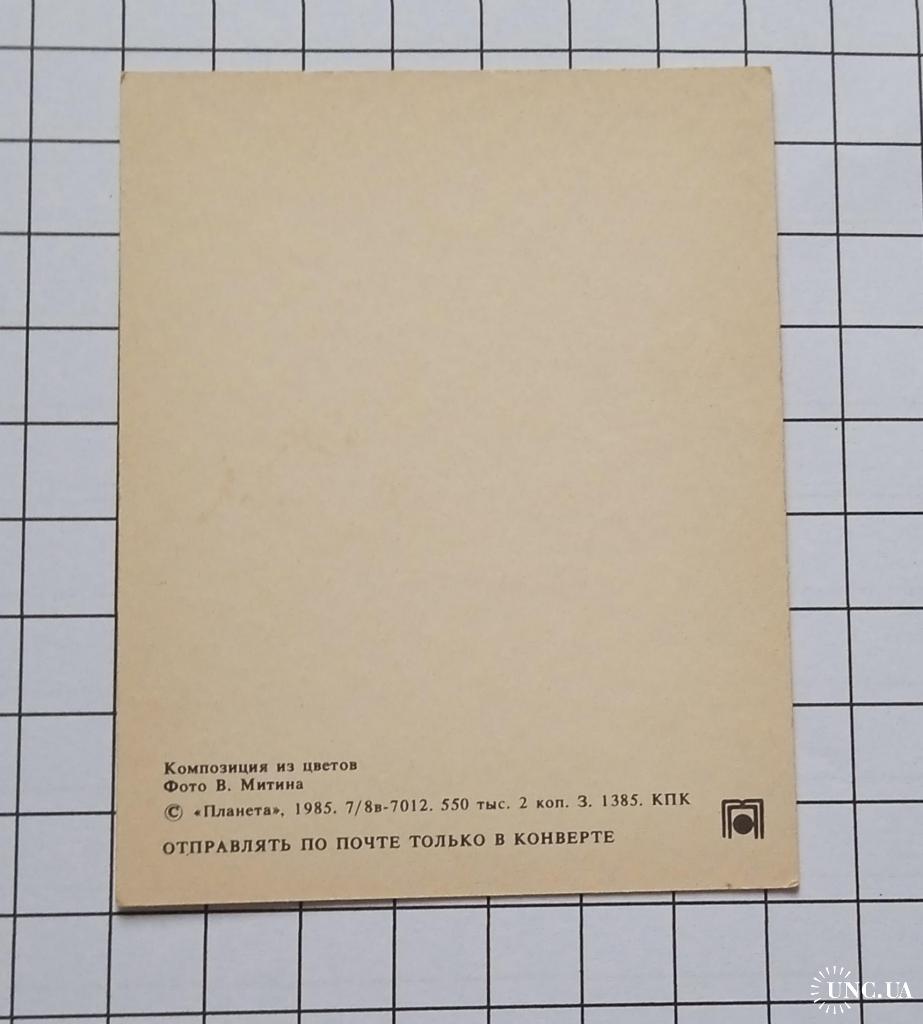 Композиция из цветов
Фото В. Митина
© «Планета», 1985. 7/8в-7012. 550 тыс. 2 коп. З. 1385. КПК
ОТПРАВЛЯТЬ ПО ПОЧТЕ ТОЛЬКО В КОНВЕРТЕ
UNC.UA